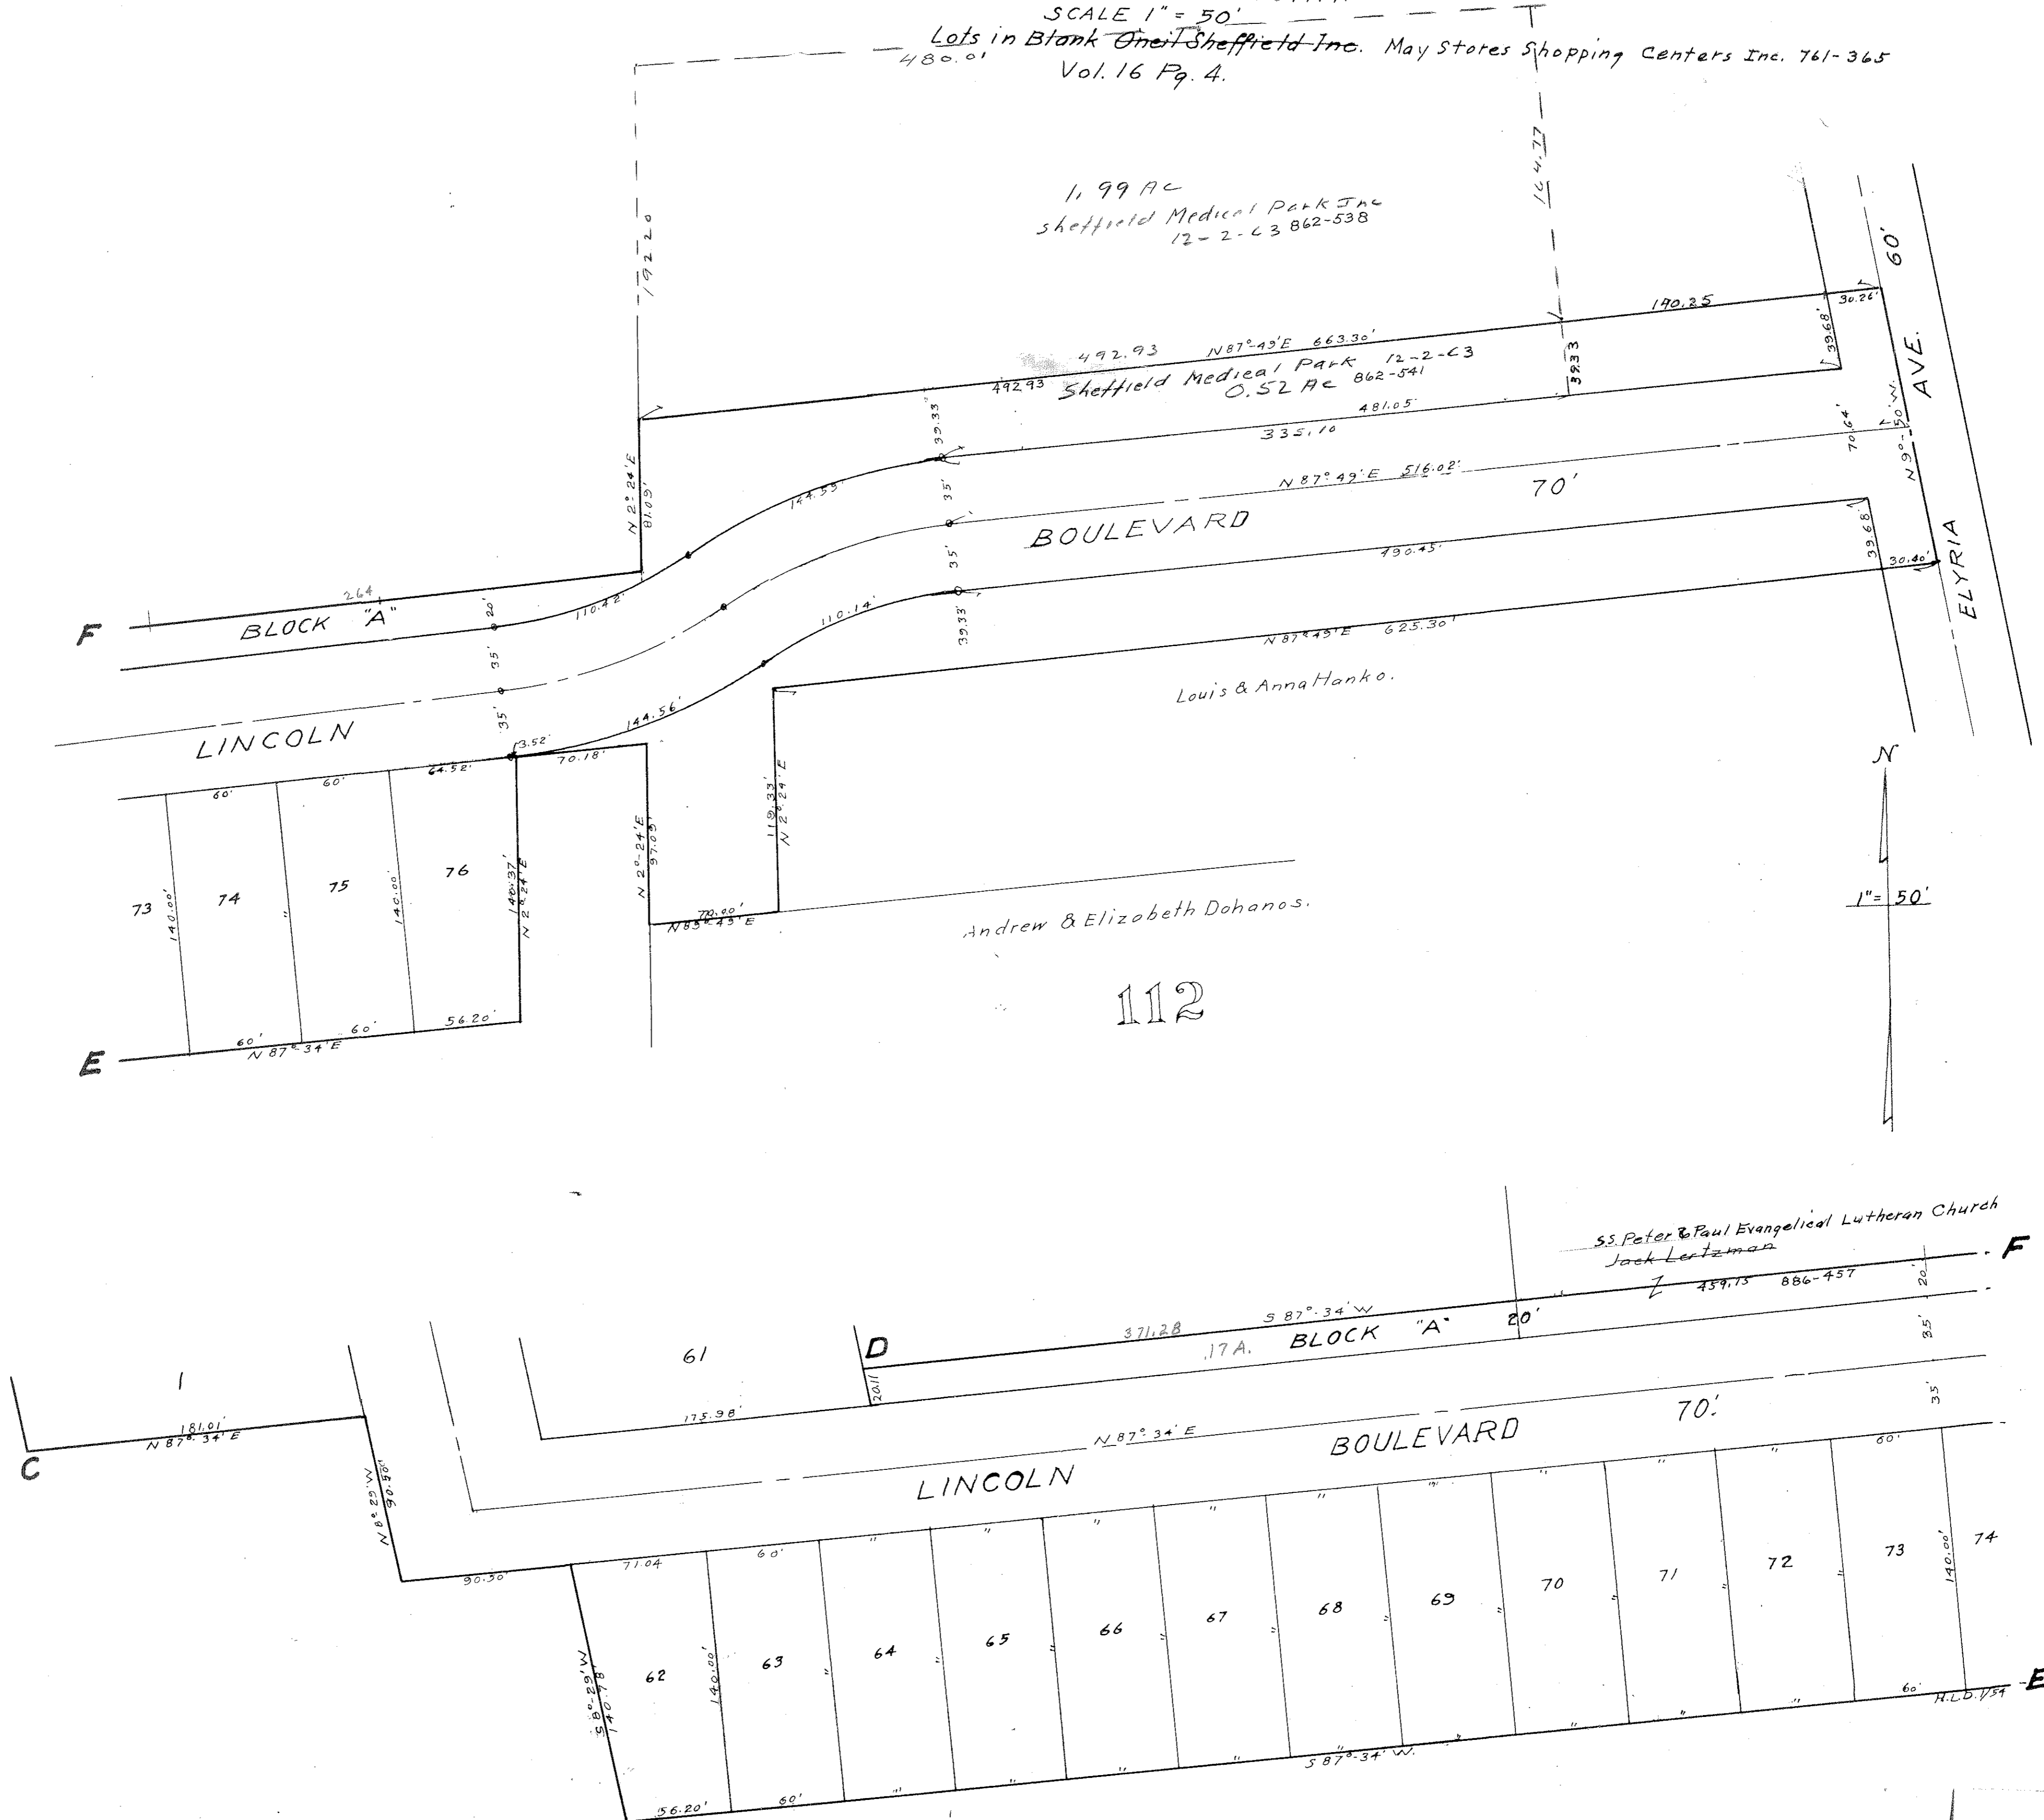 SCALE 1" = 50'
Lots in Blank Oneil Sheffield Inc. May Stores Shopping Centers Inc. 761-365
480.0'
Vol. 16 Pg. 4.
192.20
164.77
1.99 Ac
Sheffield Medical Park Inc
12-2-63 862-538
60'
190.25
30.26'
39.68'
492.93 N87°-49'E 663.30'
492.93 Sheffield Medical Park 12-2-63
0.52 Ac 862-541
39.33
39.33'
481.05'
335.10
AVE.
N9°-50'W.
70.64'
N 2°-24'E
81.09'
35'
N 87°49'E 516.02'
70'
BOULEVARD
490.45'
39.68'
30.40'
ELYRIA
264
F
BLOCK "A"
20'
110.42'
110.14'
35'
39.33'
N 87°49'E 625.30'
35'
LINCOLN
35'
144.56'
Louis & Anna Hanko.
3.52'
70.18'
60'
60'
64.52'
N
1"= 50'
N 2°-24'E
97.09'
119.33'
N 2°-24'E
73
140.00'
74
"
75
140.00'
76
140.37'
N 2°24'E
70.00'
Andrew & Elizabeth Dohanos.
112
E
60'
60'
56.20'
N 87°-34'E
S.S. Peter & Paul Evangelical Lutheran Church
Jack Lertzman
F
459.15 886-457
20'
371.28
S 87°-34'W
BLOCK "A"
20'
.17A.
35'
1
61
D
20.11
175.98'
181.01'
N 87°-34'E
C
N 8°-29'W
90.50'
N 87°-34'E
BOULEVARD
70'.
35'
LINCOLN
90.50'
71.04
60'
" " " " " " " " "
60'
62
140.00'
63
64
65
66
67
68
69
70
71
72
73
140.00'
74
S 8°-29'W
140.78'
E
H.L.D. 1/54
56.20'
60'
S 87°-34' W.
60'